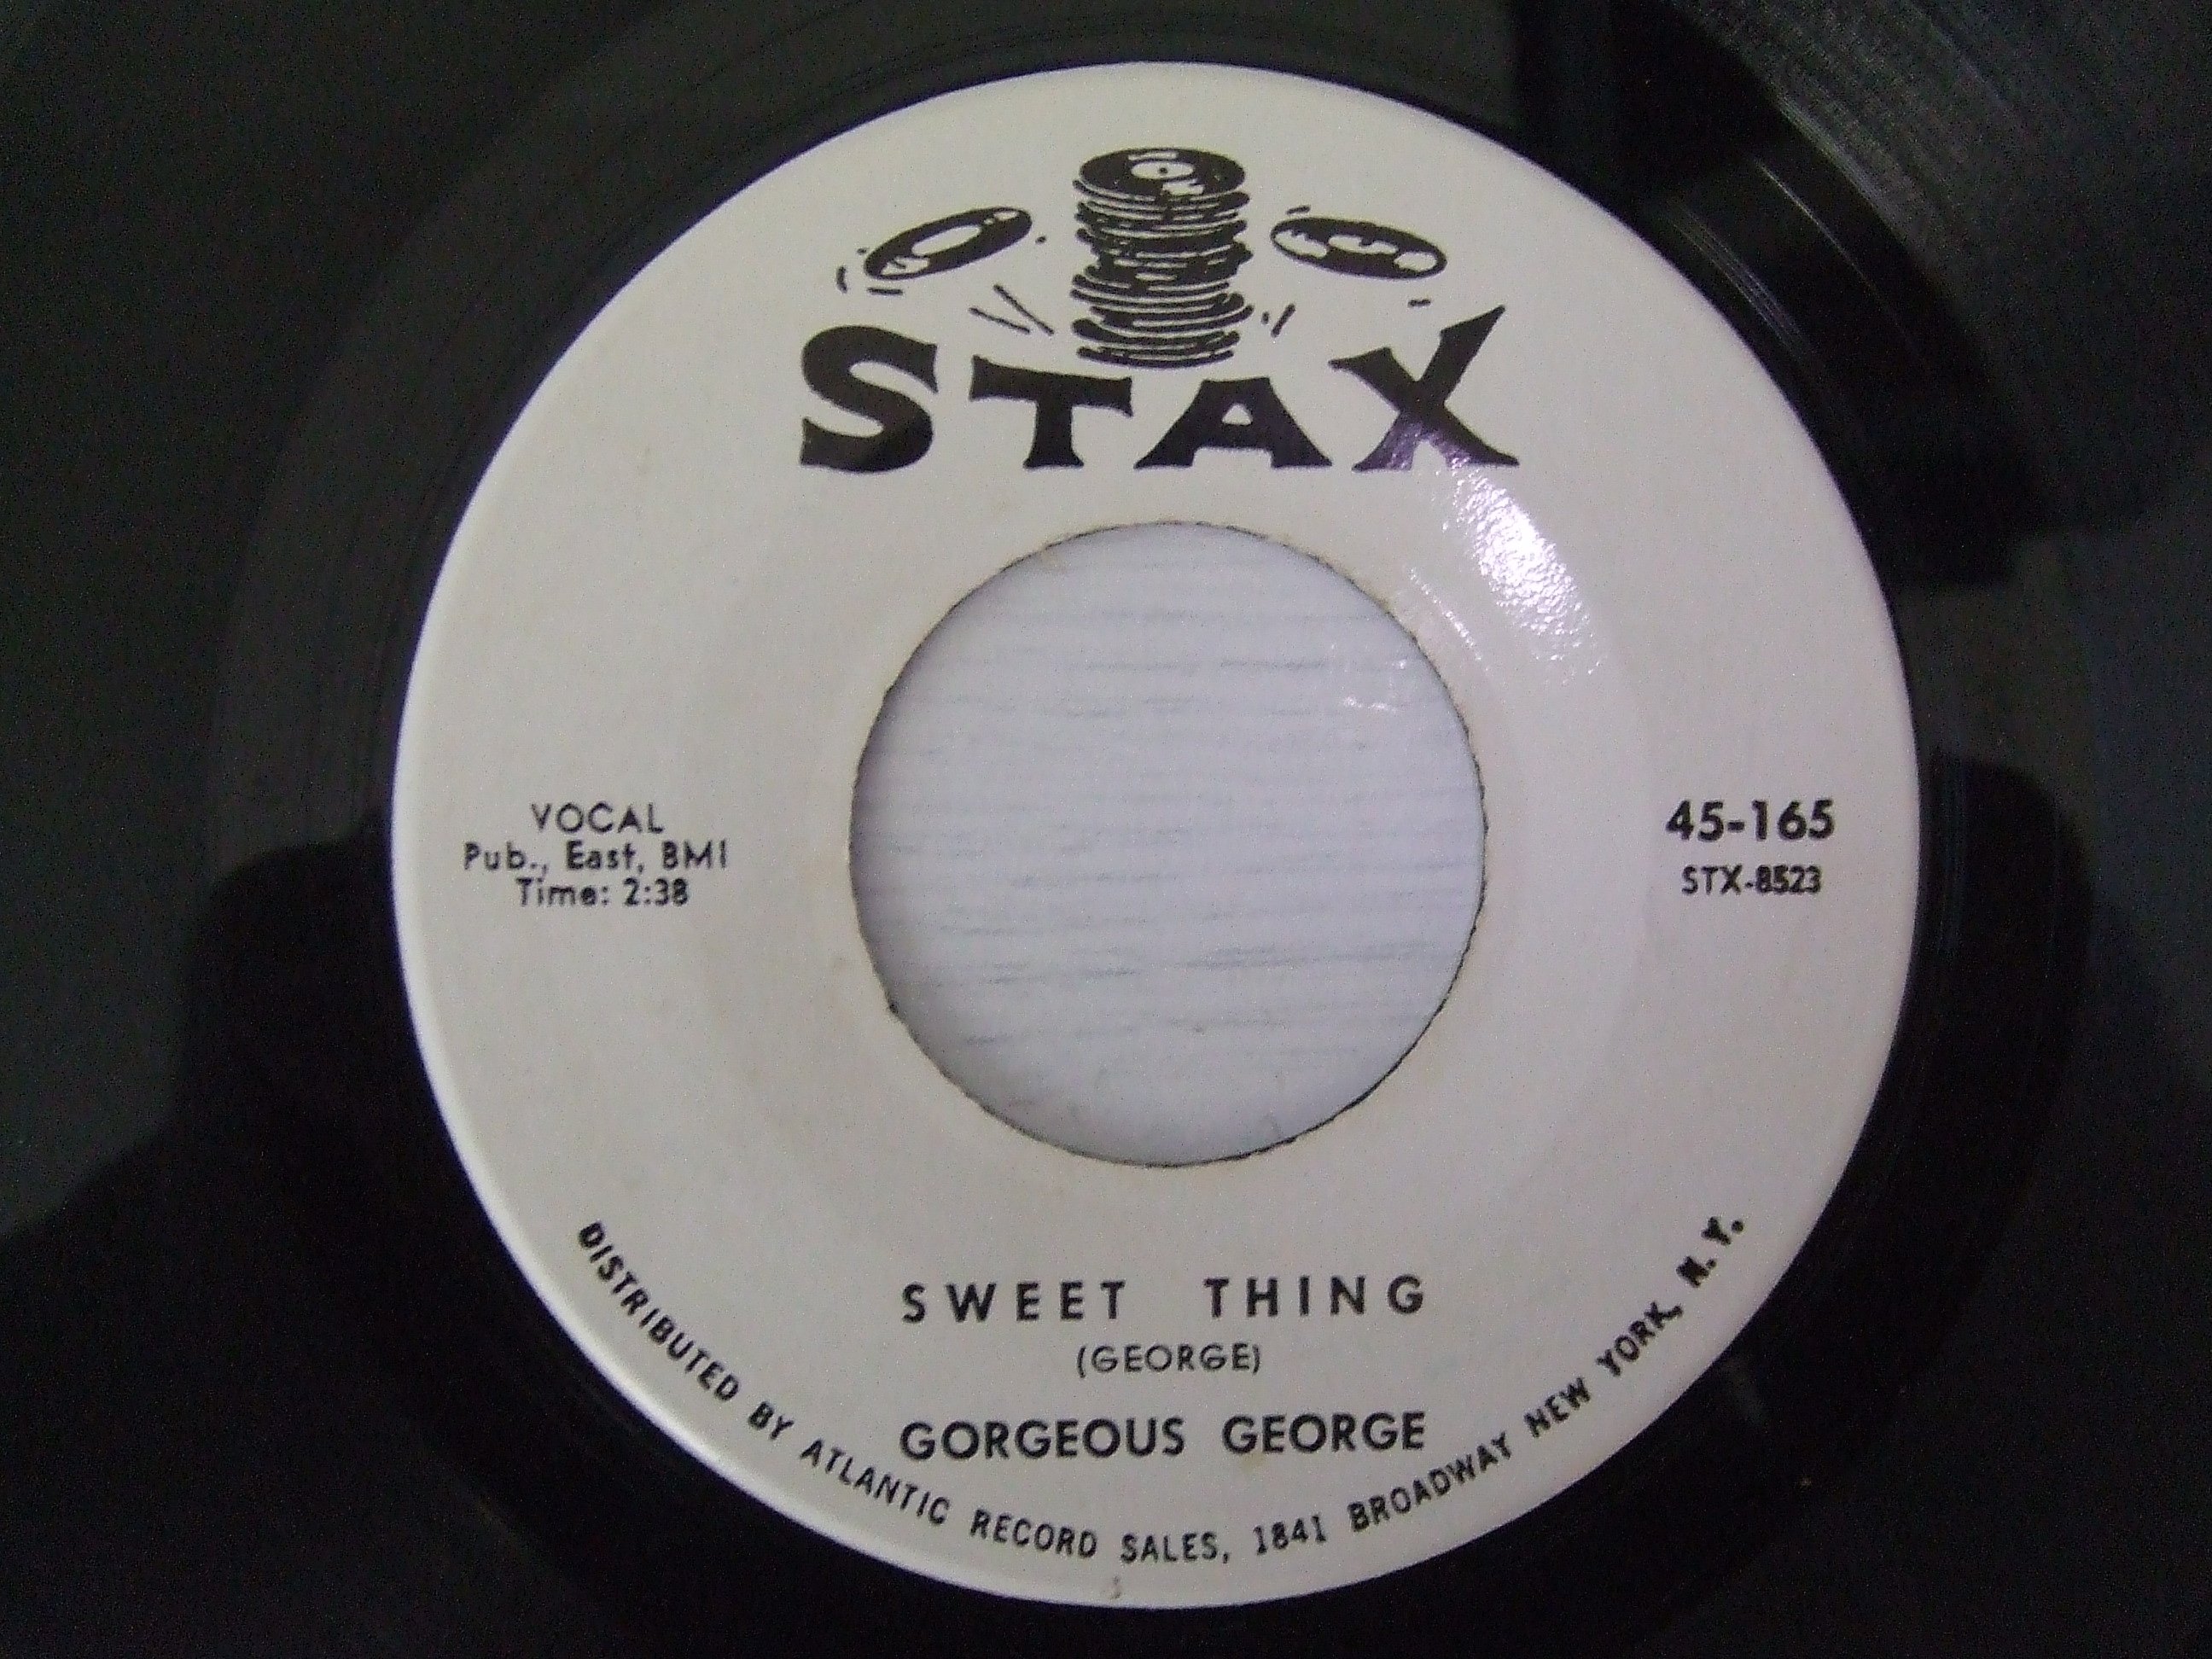 STAX
VOCAL
Pub., East, BMI
Time: 2:38
45-165
STX-8523
SWEET THING
(GEORGE)
GORGEOUS GEORGE
DISTRIBUTED BY ATLANTIC RECORD SALES, 1841 BROADWAY NEW YORK, N.Y.